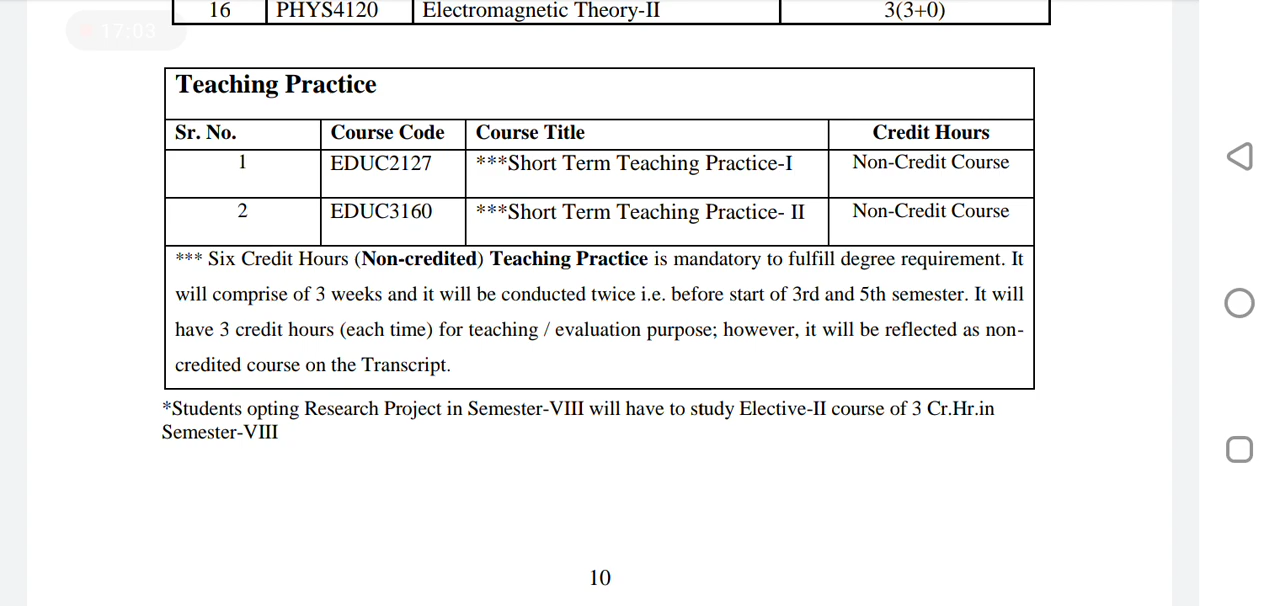 17:03
16 PHYS4120 Electromagnetic Theory-II 3(3+0)
Teaching Practice
Sr. No. Course Code Course Title Credit Hours
1 EDUC2127 ***Short Term Teaching Practice-I Non-Credit Course
2 EDUC3160 ***Short Term Teaching Practice- II Non-Credit Course
*** Six Credit Hours (Non-credited) Teaching Practice is mandatory to fulfill degree requirement. It
will comprise of 3 weeks and it will be conducted twice i.e. before start of 3rd and 5th semester. It will
have 3 credit hours (each time) for teaching / evaluation purpose; however, it will be reflected as non-
credited course on the Transcript.
*Students opting Research Project in Semester-VIII will have to study Elective-II course of 3 Cr.Hr.in
Semester-VIII
10